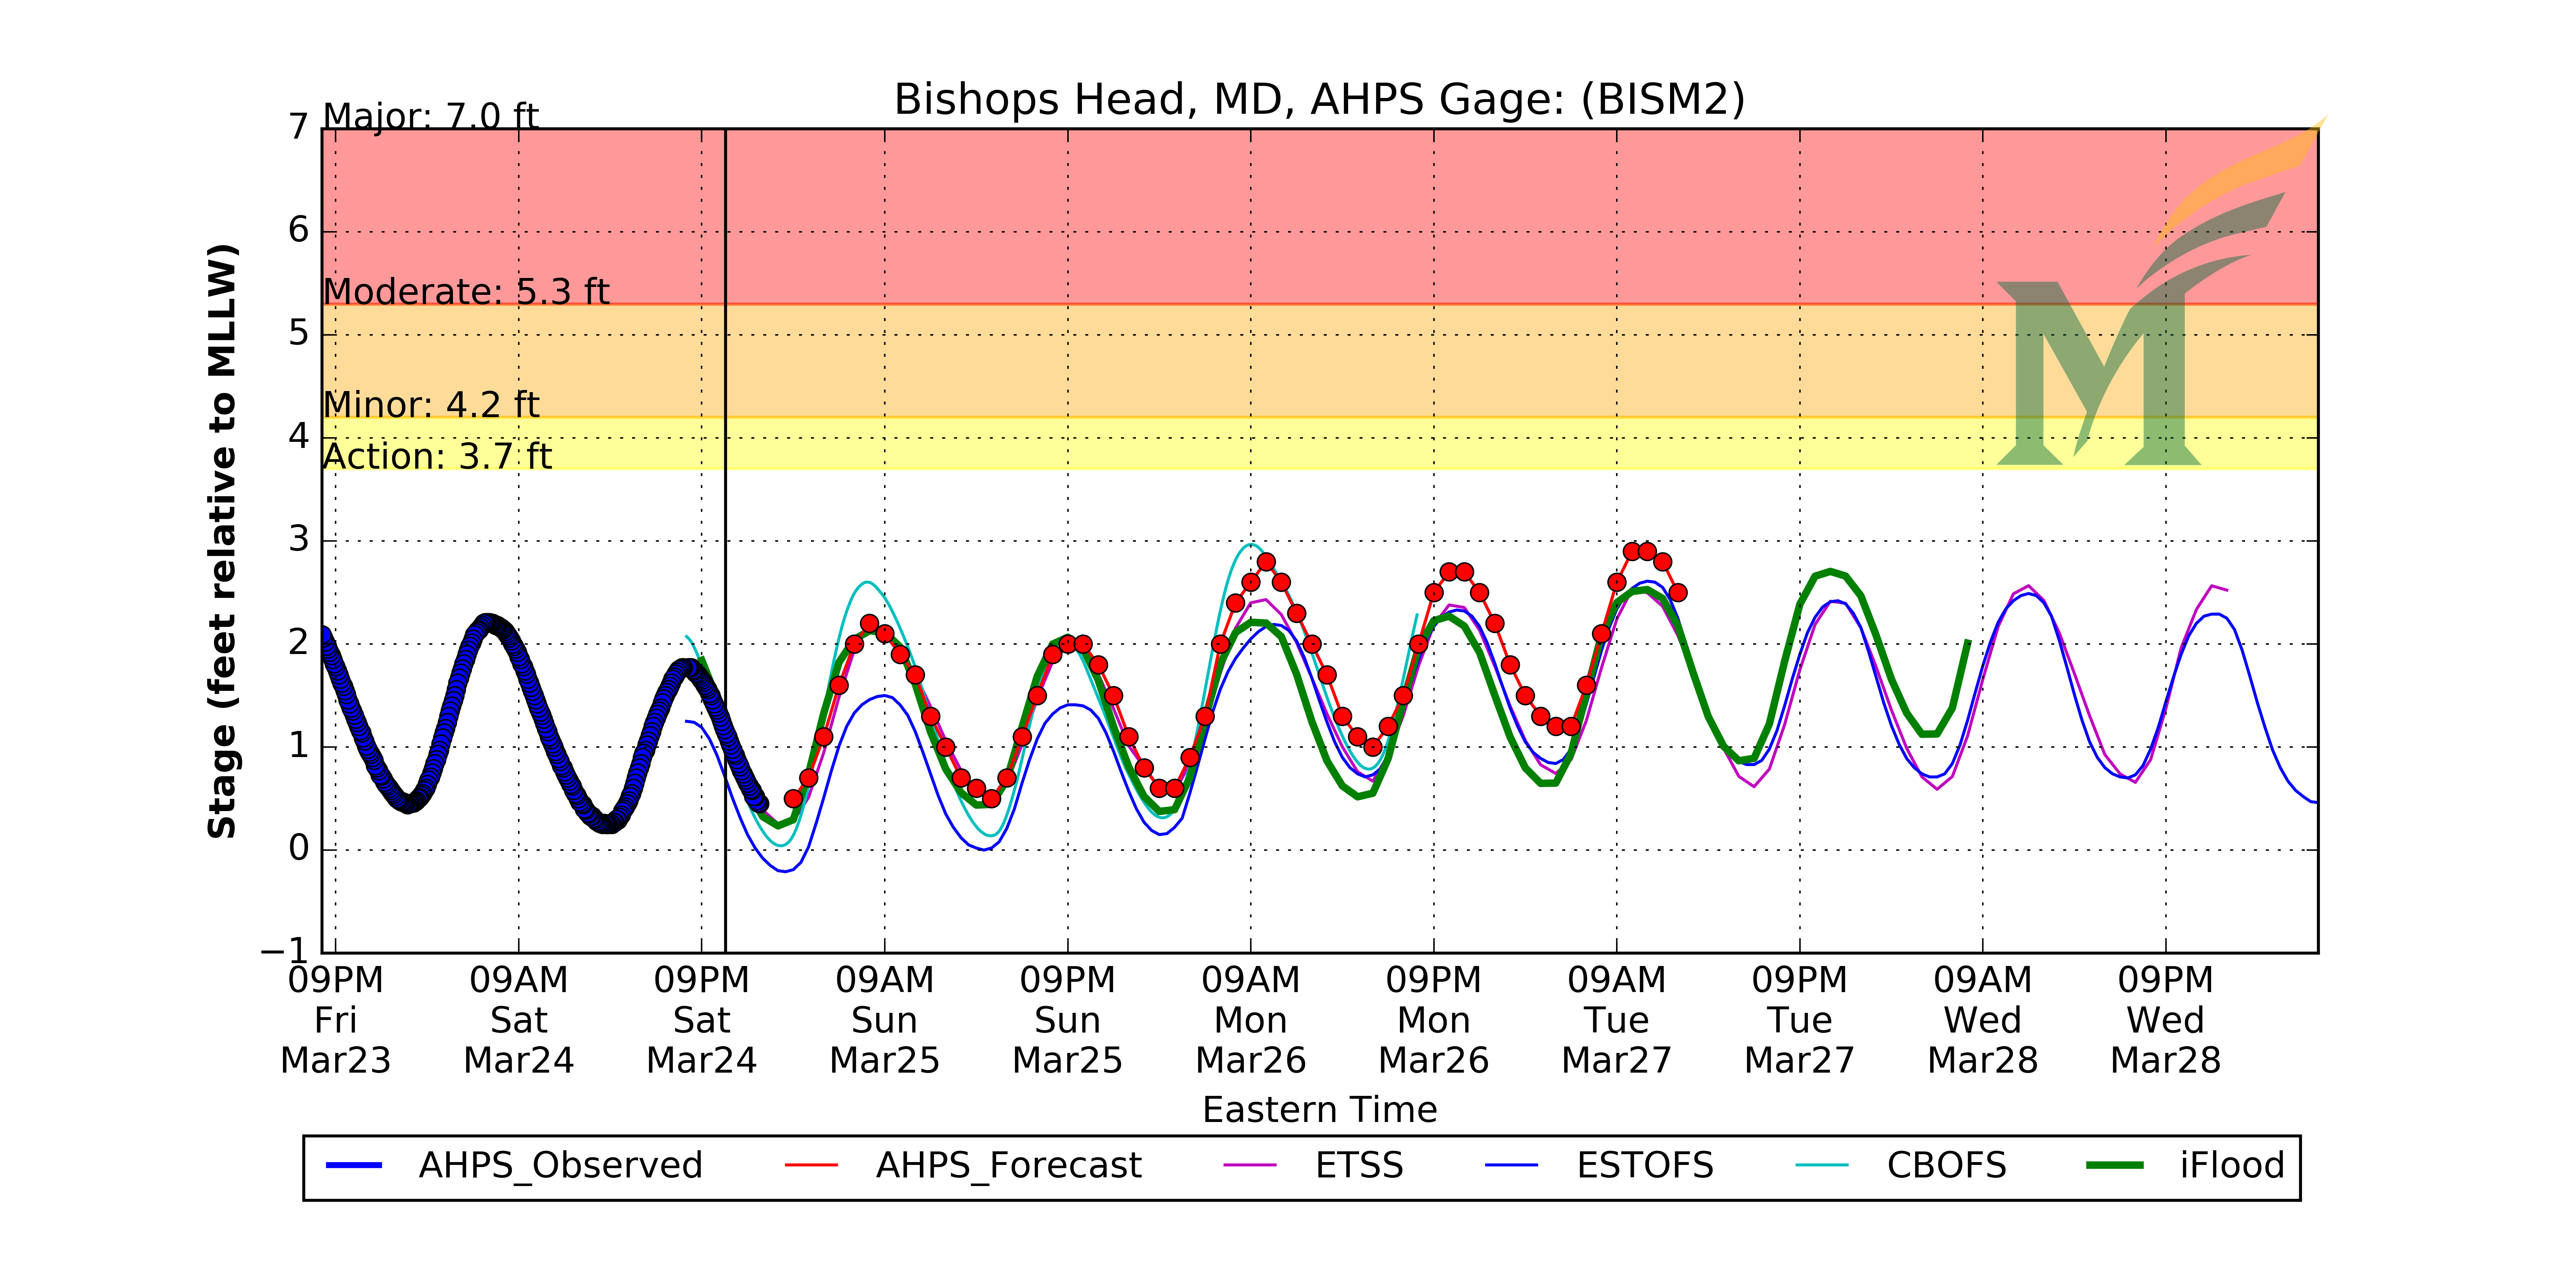 Bishops Head, MD, AHPS Gage: (BISM2)
Major: 7.0 ft
Moderate: 5.3 ft
Minor: 4.2 ft
Action: 3.7 ft
7
6
5
4
3
2
1
0
−1
Stage (feet relative to MLLW)
M
09PM 09AM 09PM 09AM 09PM 09AM 09PM 09AM 09PM 09AM 09PM
Fri Sat Sat Sun Sun Mon Mon Tue Tue Wed Wed
Mar23 Mar24 Mar24 Mar25 Mar25 Mar26 Mar26 Mar27 Mar27 Mar28 Mar28
Eastern Time
AHPS_Observed AHPS_Forecast ETSS ESTOFS CBOFS iFlood